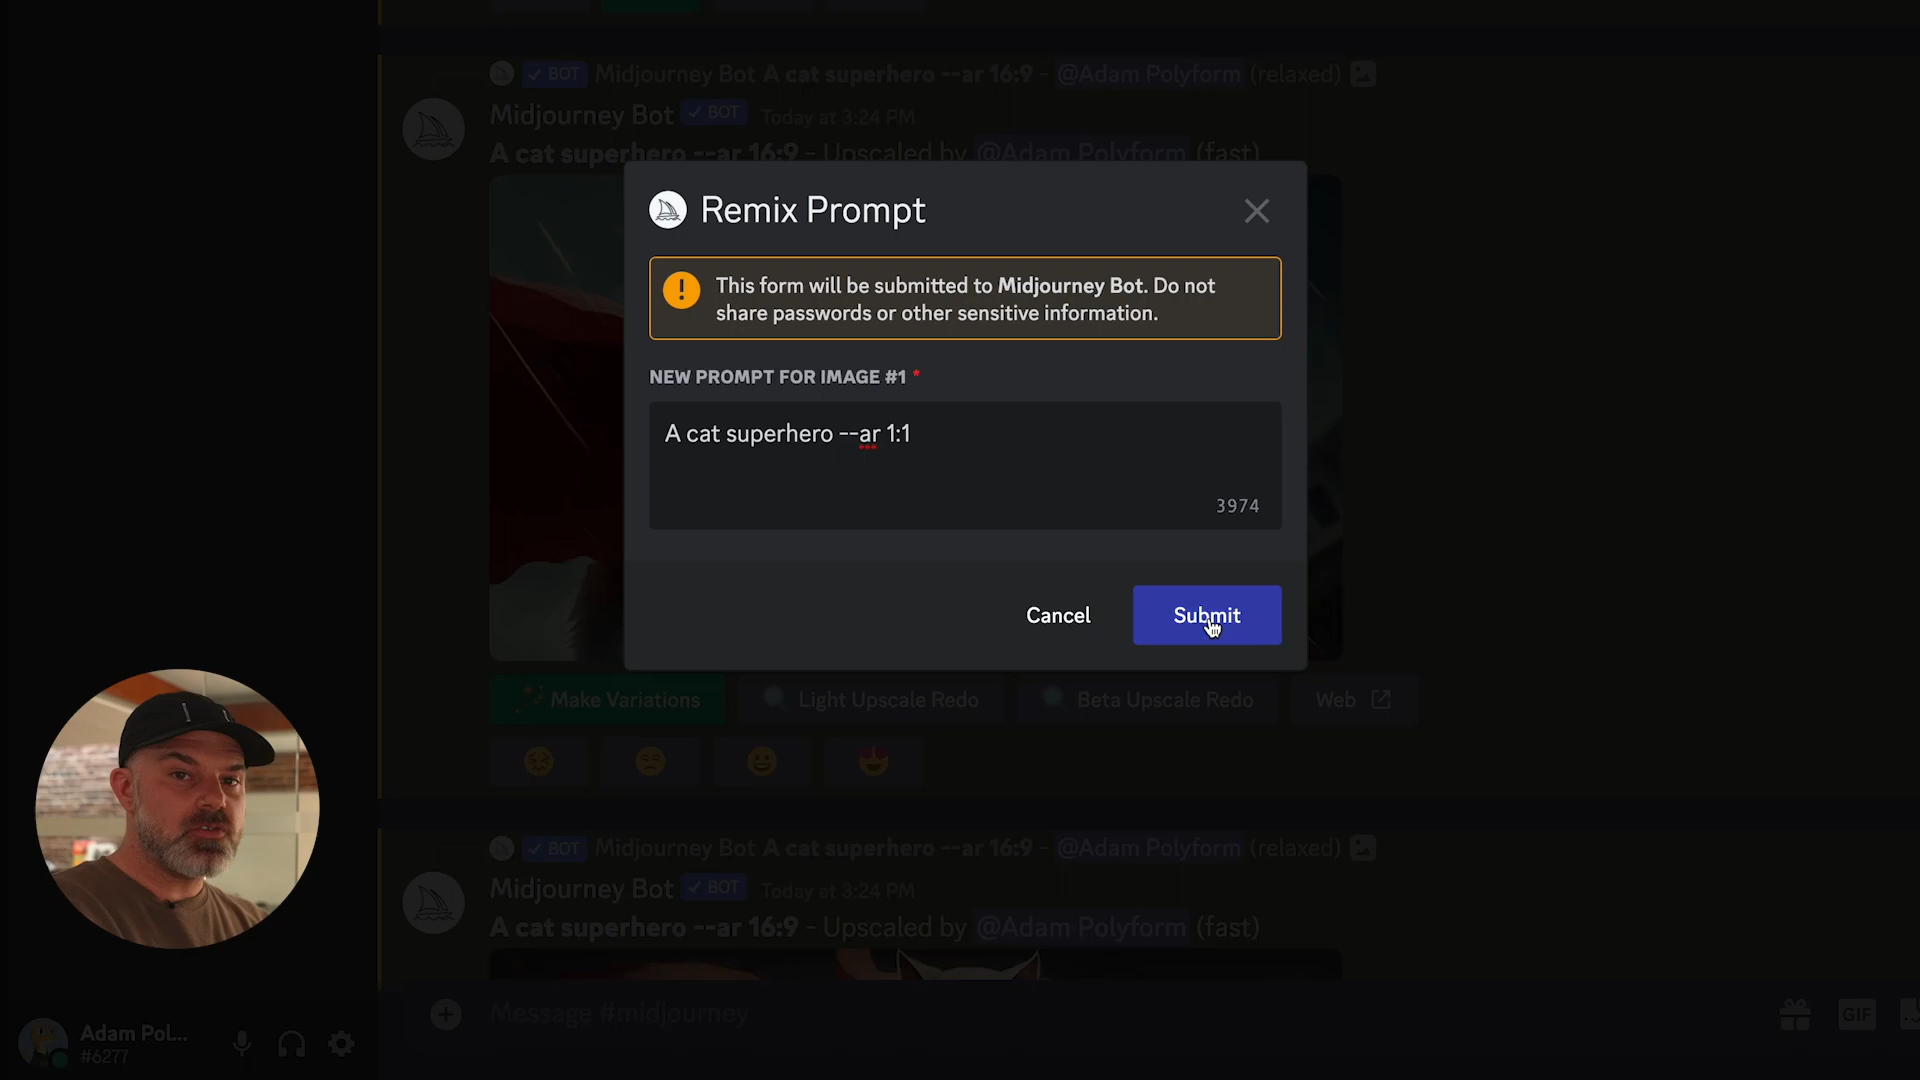 BOT Midjourney Bot A cat superhero --ar 16:9 - @Adam Polyform (relaxed)
Midjourney Bot BOT Today at 3:24 PM
A cat superhero --ar 16:9 - Upscaled by @Adam Polyform (fast)
Remix Prompt
This form will be submitted to Midjourney Bot. Do not
share passwords or other sensitive information.
NEW PROMPT FOR IMAGE #1 *
A cat superhero --ar 1:1
3974
Cancel
Submit
Make Variations
Light Upscale Redo
Beta Upscale Redo
Web
BOT Midjourney Bot A cat superhero --ar 16:9 - @Adam Polyform (relaxed)
Midjourney Bot BOT Today at 3:24 PM
A cat superhero --ar 16:9 - Upscaled by @Adam Polyform (fast)
Message #midjourney
GIF
Adam Pol...
#6277